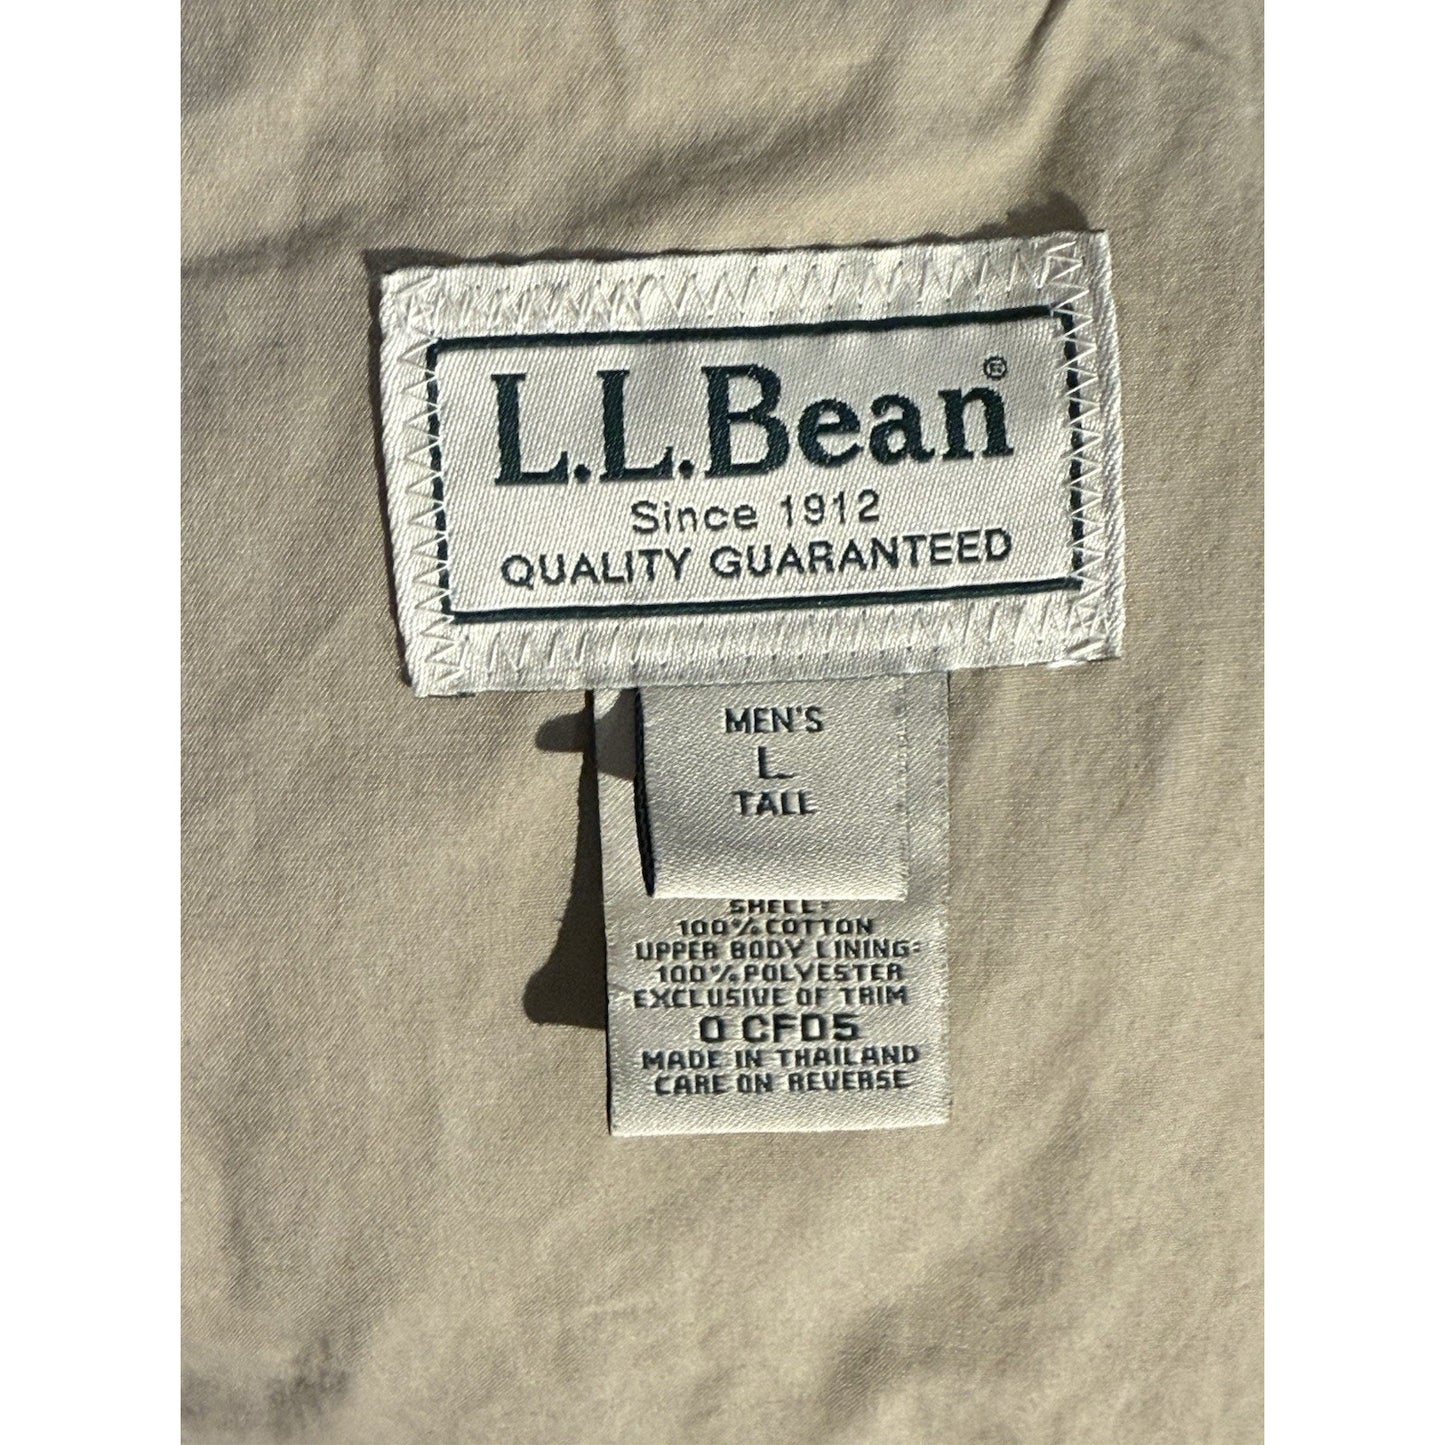 L.L.Bean®
Since 1912
QUALITY GUARANTEED
MEN'S
L
TALL
SHELL:
100% COTTON
UPPER BODY LINING:
100% POLYESTER
EXCLUSIVE OF TRIM
0 CFD5
MADE IN THAILAND
CARE ON REVERSE